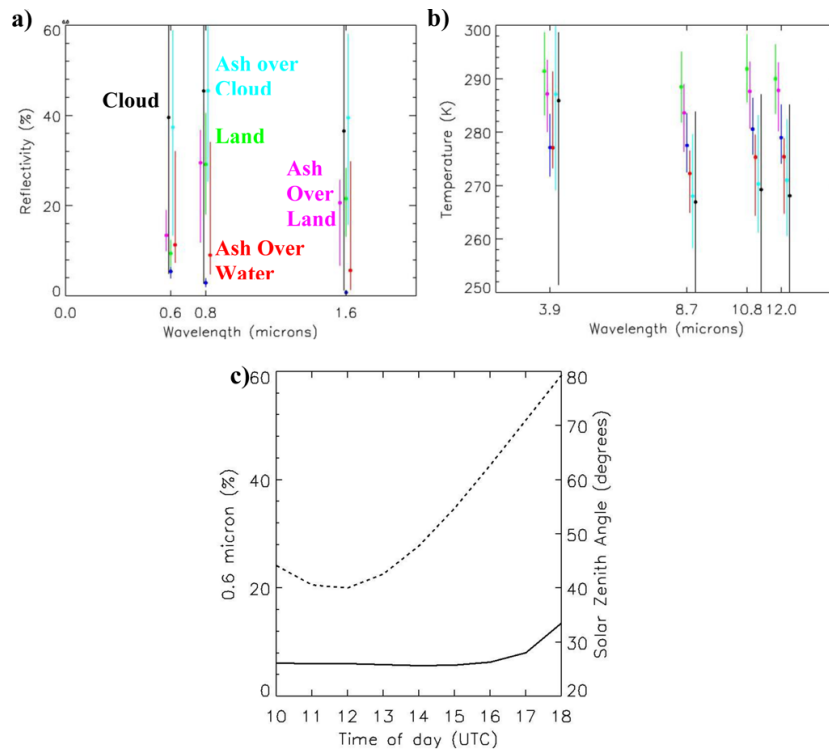 a)
60
40
20
0
Reflectivity (%)
Cloud
Ash over
Cloud
Land
Ash
Over
Land
Ash Over
Water
0.0
0.6
0.8
1.6
Wavelength (microns)
b)
300
290
280
270
260
250
Temperature (K)
3.9
8.7
10.8
12.0
Wavelength (microns)
c)
60
40
20
0
0.6 micron (%)
80
70
60
50
40
30
20
Solar Zenith Angle (degrees)
10 11 12 13 14 15 16 17 18
Time of day (UTC)